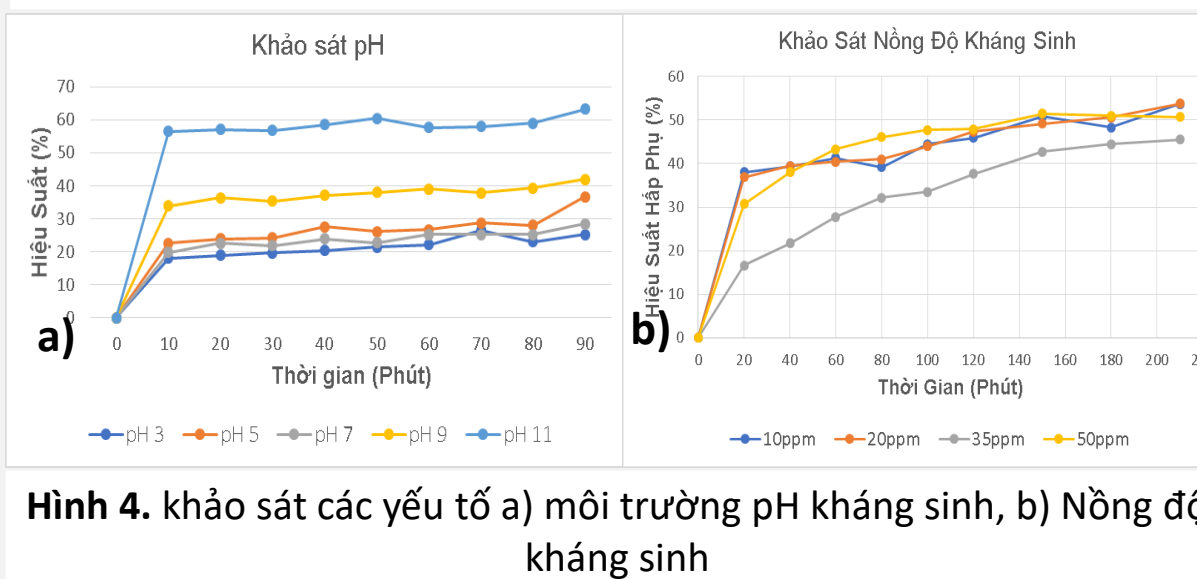 Khảo sát pH
Hiệu Suất (%)
70
60
50
40
30
20
10
0
a)
0 10 20 30 40 50 60 70 80 90
Thời gian (Phút)
pH 3 pH 5 pH 7 pH 9 pH 11
Khảo Sát Nồng Độ Kháng Sinh
Hiệu Suất Hấp Phụ (%)
60
50
40
30
20
10
0
b)
0 20 40 60 80 100 120 140 160 180 200
Thời Gian (Phút)
10ppm 20ppm 35ppm 50ppm
Hình 4. khảo sát các yếu tố a) môi trường pH kháng sinh, b) Nồng độ
kháng sinh